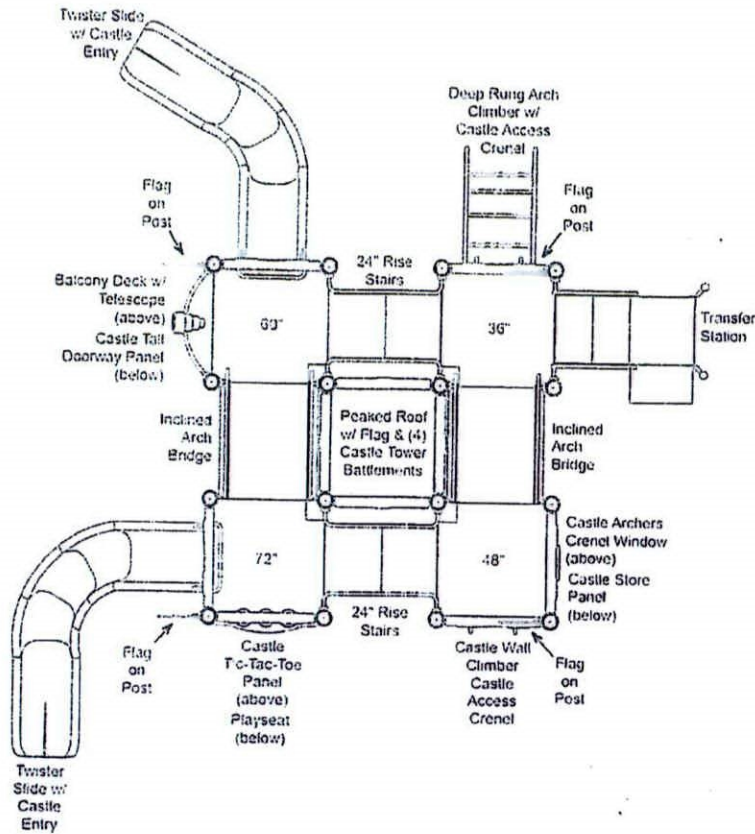 Twister Slide
w/ Castle
Entry
Deep Rung Arch
Climber w/
Castle Access
Crenel
Flag
on
Post
Flag
on
Post
24" Rise
Stairs
Balcony Deck w/
Telescope
(above)
Castle Tall
Doorway Panel
(below)
60"
36"
Transfer
Station
Inclined
Arch
Bridge
Peaked Roof
w/ Flag & (4)
Castle Tower
Battlements
Inclined
Arch
Bridge
72"
48"
Castle Archers
Crenel Window
(above)
Castle Store
Panel
(below)
24" Rise
Stairs
Flag
on
Post
Castle
Tic-Tac-Toe
Panel
(above)
Playseat
(below)
Castle Wall
Climber
Castle
Access
Crenel
Flag
on
Post
Twister
Slide w/
Castle
Entry